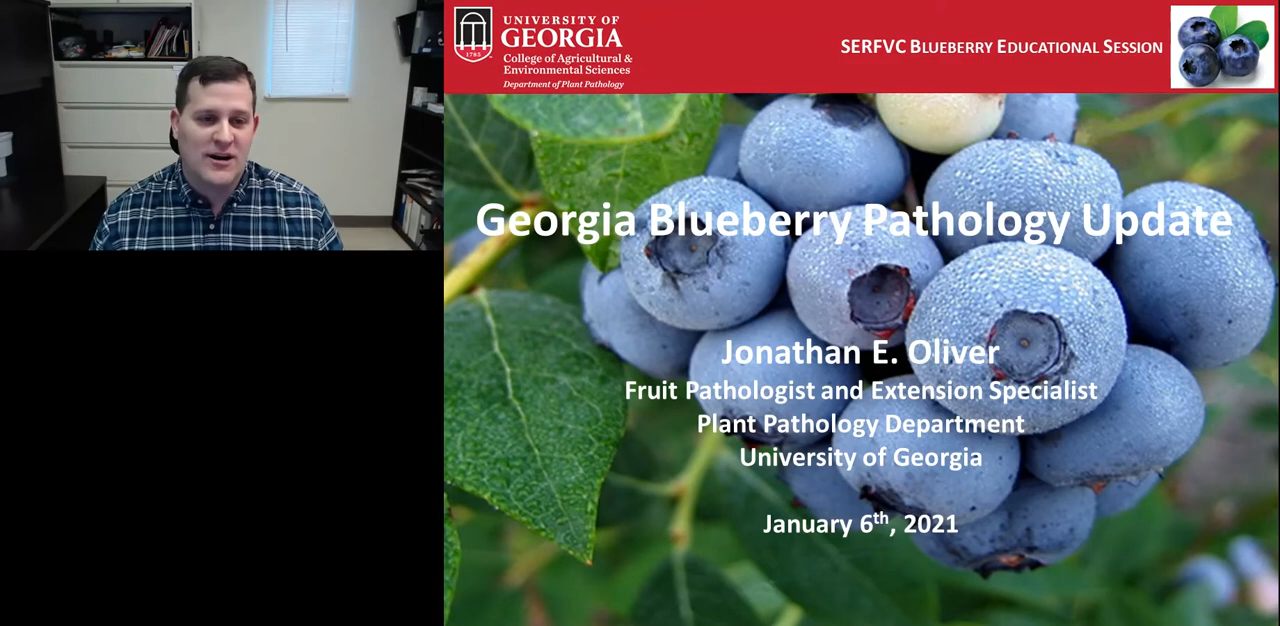 UNIVERSITY OF
GEORGIA
College of Agricultural &
Environmental Sciences
Department of Plant Pathology
1785
SERFVC BLUEBERRY EDUCATIONAL SESSION
Georgia Blueberry Pathology Update
Jonathan E. Oliver
Fruit Pathologist and Extension Specialist
Plant Pathology Department
University of Georgia
January 6th, 2021